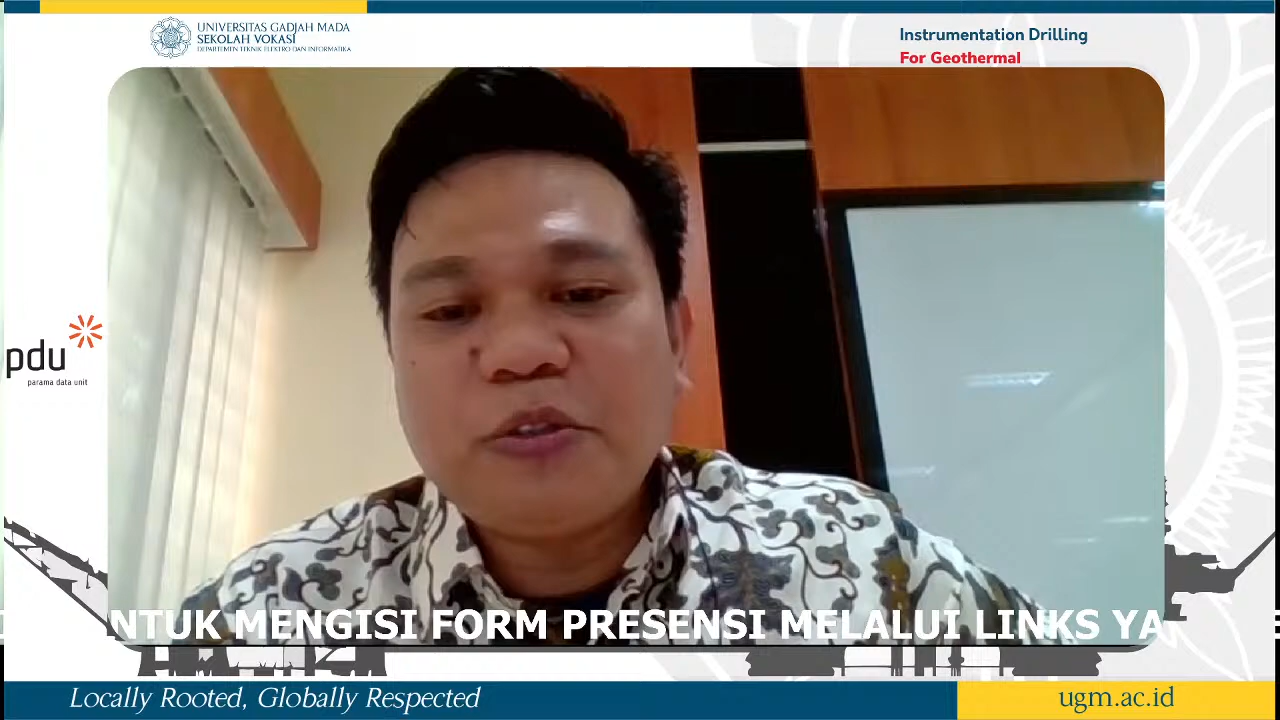 UNIVERSITAS GADJAH MADA
SEKOLAH VOKASI
DEPARTEMEN TEKNIK ELEKTRO DAN INFORMATIKA
Instrumentation Drilling
For Geothermal
pdu
parama data unit
NTUK MENGISI FORM PRESENSI MELALUI LINKS YA
Locally Rooted, Globally Respected
ugm.ac.id